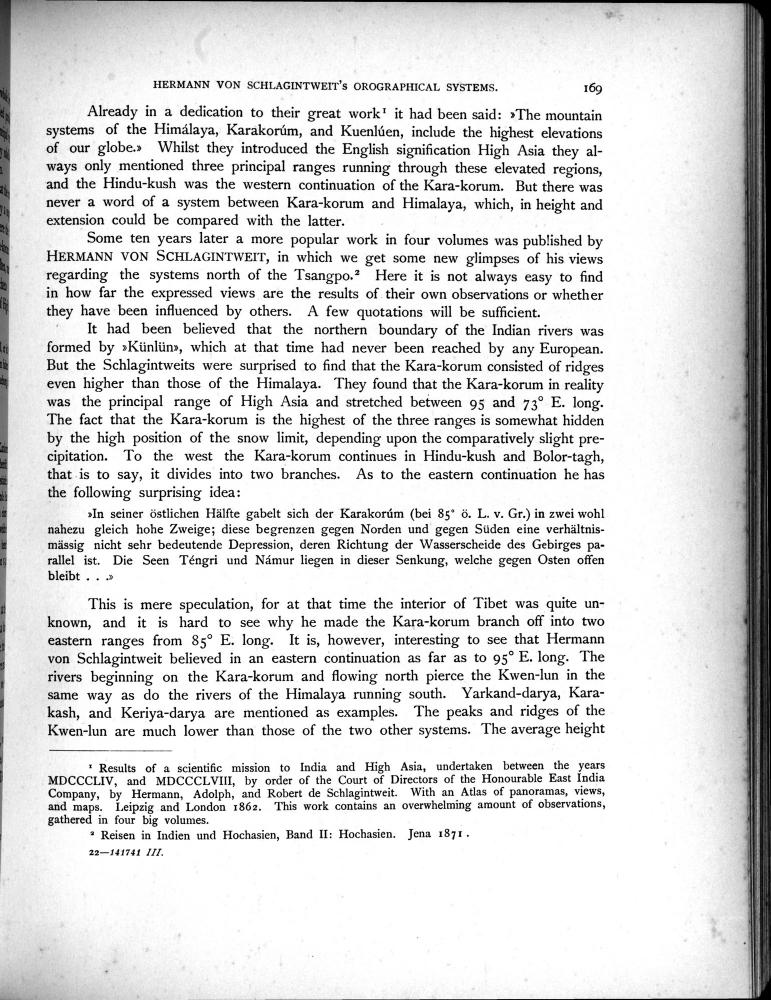 HERMANN VON SCHLAGINTWEIT's OROGRAPHICAL SYSTEMS. 169
Already in a dedication to their great work¹ it had been said: »The mountain
systems of the Himálaya, Karakorúm, and Kuenlúen, include the highest elevations
of our globe.» Whilst they introduced the English signification High Asia they al-
ways only mentioned three principal ranges running through these elevated regions,
and the Hindu-kush was the western continuation of the Kara-korum. But there was
never a word of a system between Kara-korum and Himalaya, which, in height and
extension could be compared with the latter.
Some ten years later a more popular work in four volumes was published by
HERMANN VON SCHLAGINTWEIT, in which we get some new glimpses of his views
regarding the systems north of the Tsangpo.² Here it is not always easy to find
in how far the expressed views are the results of their own observations or whether
they have been influenced by others. A few quotations will be sufficient.
It had been believed that the northern boundary of the Indian rivers was
formed by »Künlün», which at that time had never been reached by any European.
But the Schlagintweits were surprised to find that the Kara-korum consisted of ridges
even higher than those of the Himalaya. They found that the Kara-korum in reality
was the principal range of High Asia and stretched between 95 and 73° E. long.
The fact that the Kara-korum is the highest of the three ranges is somewhat hidden
by the high position of the snow limit, depending upon the comparatively slight pre-
cipitation. To the west the Kara-korum continues in Hindu-kush and Bolor-tagh,
that is to say, it divides into two branches. As to the eastern continuation he has
the following surprising idea:
»In seiner östlichen Hälfte gabelt sich der Karakorúm (bei 85° ö. L. v. Gr.) in zwei wohl
nahezu gleich hohe Zweige; diese begrenzen gegen Norden und gegen Süden eine verhältnis-
mässig nicht sehr bedeutende Depression, deren Richtung der Wasserscheide des Gebirges pa-
rallel ist. Die Seen Téngri und Námur liegen in dieser Senkung, welche gegen Osten offen
bleibt . . .»
This is mere speculation, for at that time the interior of Tibet was quite un-
known, and it is hard to see why he made the Kara-korum branch off into two
eastern ranges from 85° E. long. It is, however, interesting to see that Hermann
von Schlagintweit believed in an eastern continuation as far as to 95° E. long. The
rivers beginning on the Kara-korum and flowing north pierce the Kwen-lun in the
same way as do the rivers of the Himalaya running south. Yarkand-darya, Kara-
kash, and Keriya-darya are mentioned as examples. The peaks and ridges of the
Kwen-lun are much lower than those of the two other systems. The average height
¹ Results of a scientific mission to India and High Asia, undertaken between the years
MDCCCLIV, and MDCCCLVIII, by order of the Court of Directors of the Honourable East India
Company, by Hermann, Adolph, and Robert de Schlagintweit. With an Atlas of panoramas, views,
and maps. Leipzig and London 1862. This work contains an overwhelming amount of observations,
gathered in four big volumes.
² Reisen in Indien und Hochasien, Band II: Hochasien. Jena 1871.
22—141741 III.